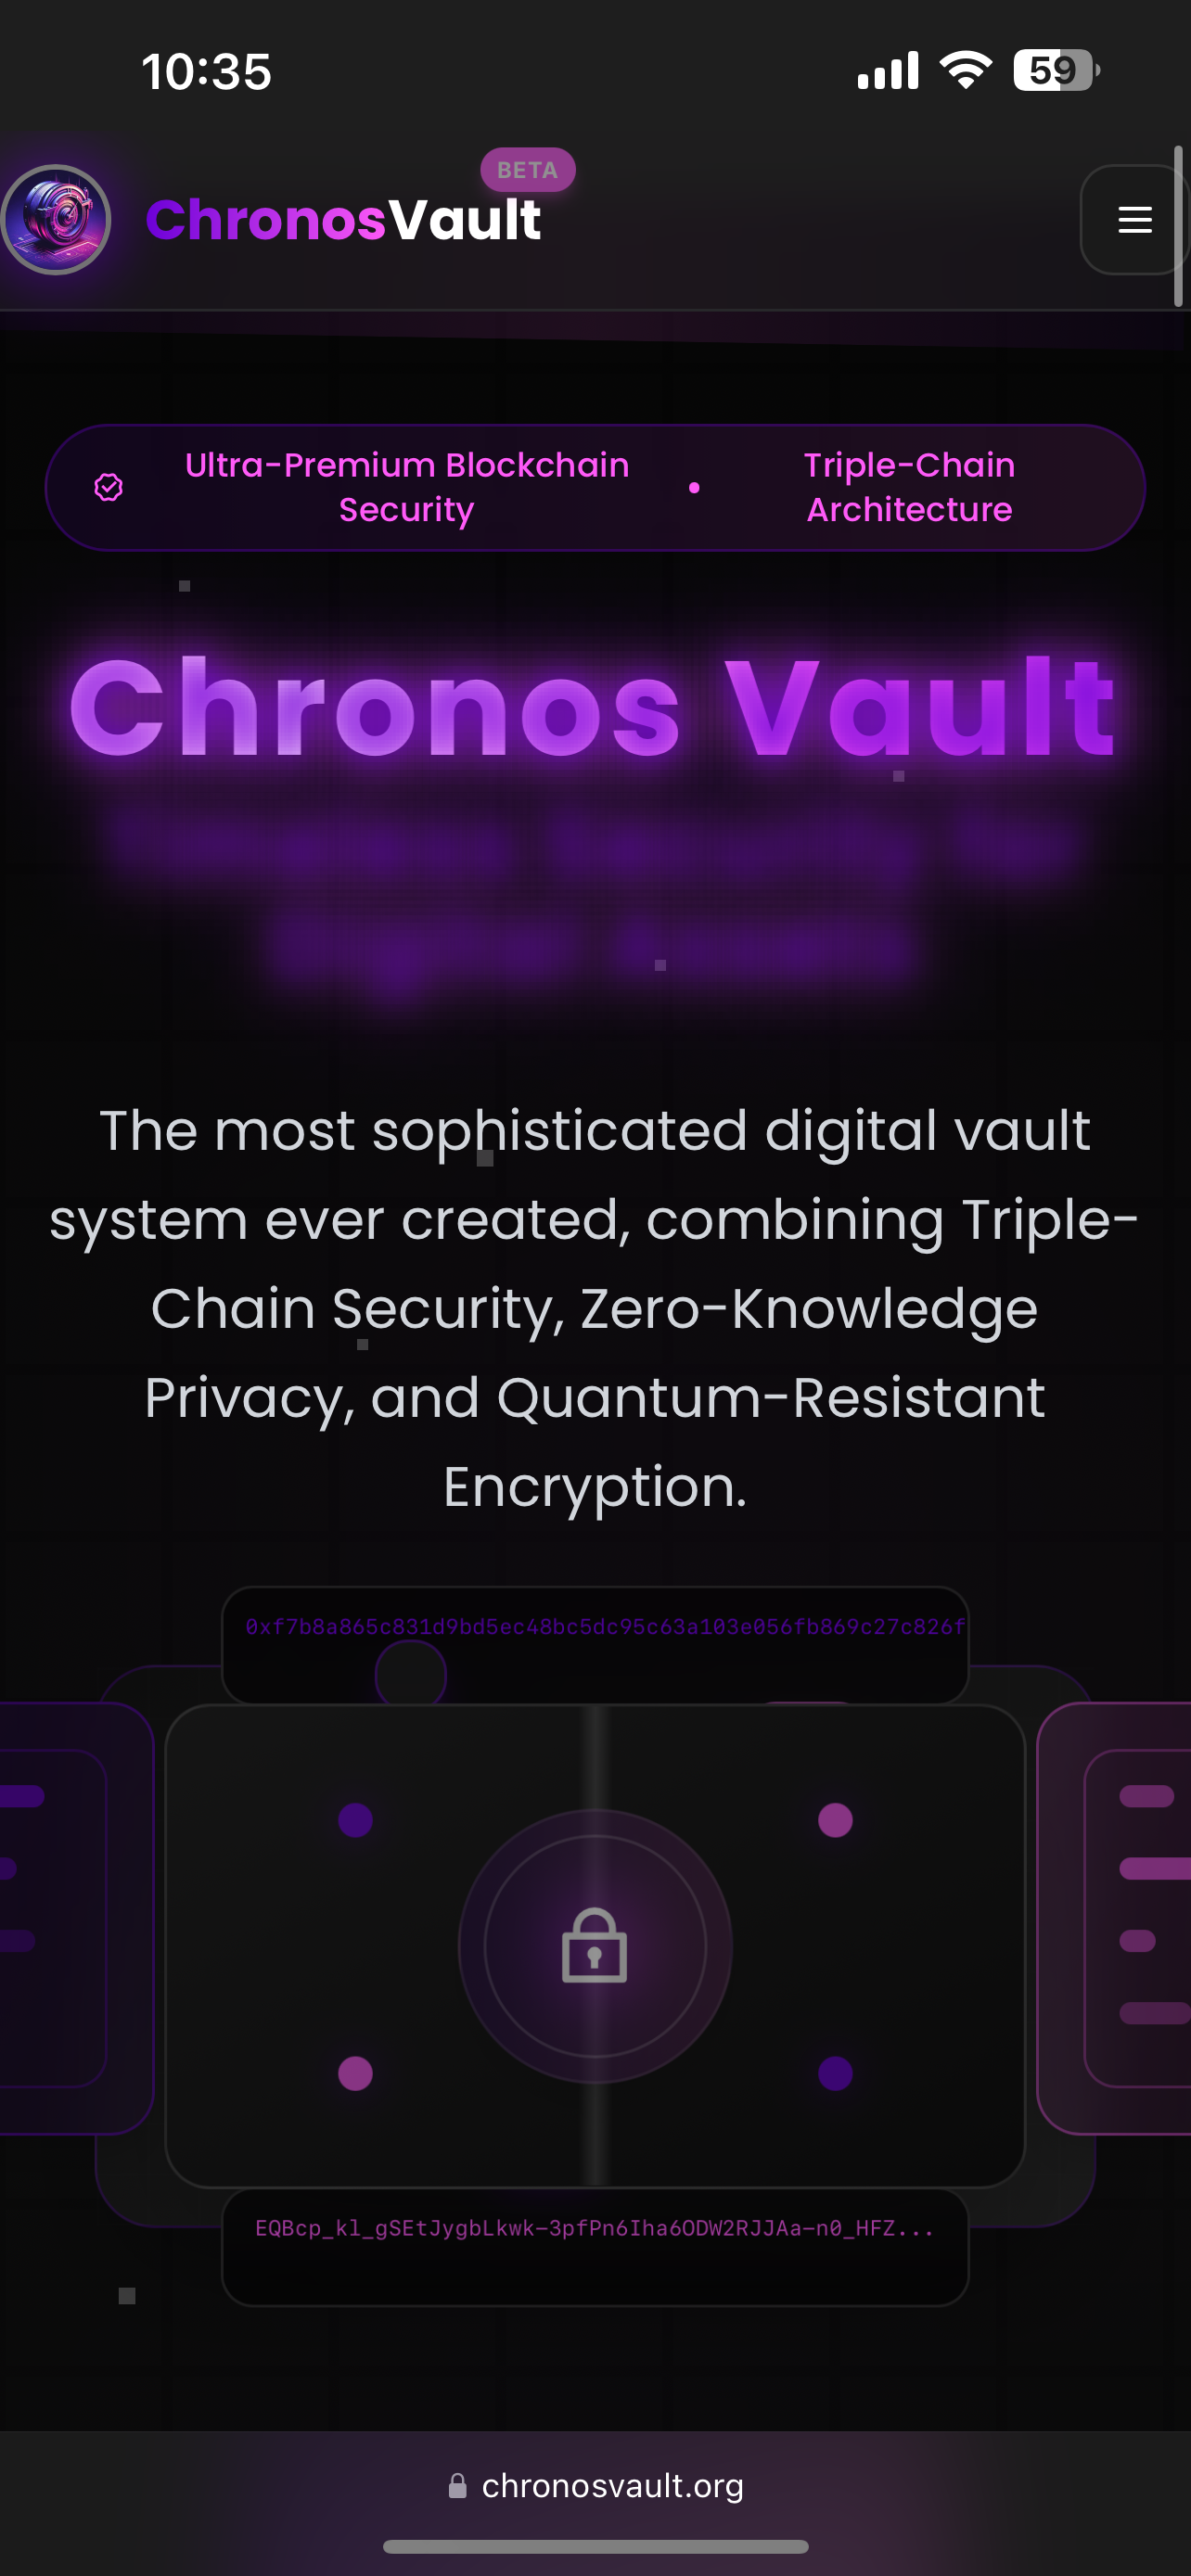 10:35
59
BETA
ChronosVault
Ultra-Premium Blockchain
Security
•
Triple-Chain
Architecture
Chronos Vault
The most sophisticated digital vault
system ever created, combining Triple-
Chain Security, Zero-Knowledge
Privacy, and Quantum-Resistant
Encryption.
0xf7b8a865c831d9bd5ec48bc5dc95c63a103e056fb869c27c826f
EQBcp_kl_gSEtJygbLkwk-3pfPn6Iha6ODW2RJJAa-n0_HFZ...
chronosvault.org